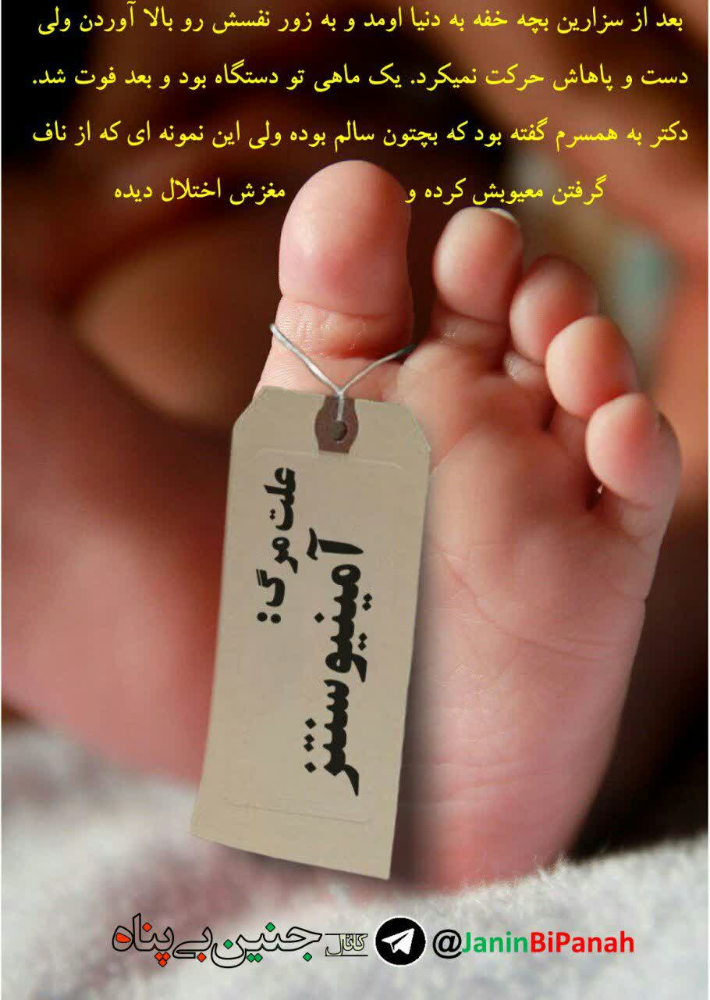 بعد از سزارین بچه خفه به دنیا اومد و به زور نفسش رو بالا آوردن ولی
دست و پاهاش حرکت نمیکرد. یک ماهی تو دستگاه بود و بعد فوت شد.
دکتر به همسرم گفته بود که بچتون سالم بوده ولی این نمونه ای که از ناف
گرفتن معیوبش کرده و مغزش اختلال دیده
علت مرگ:
آمینیوسنتز
کانال جنین بی پناه
@JaninBiPanah